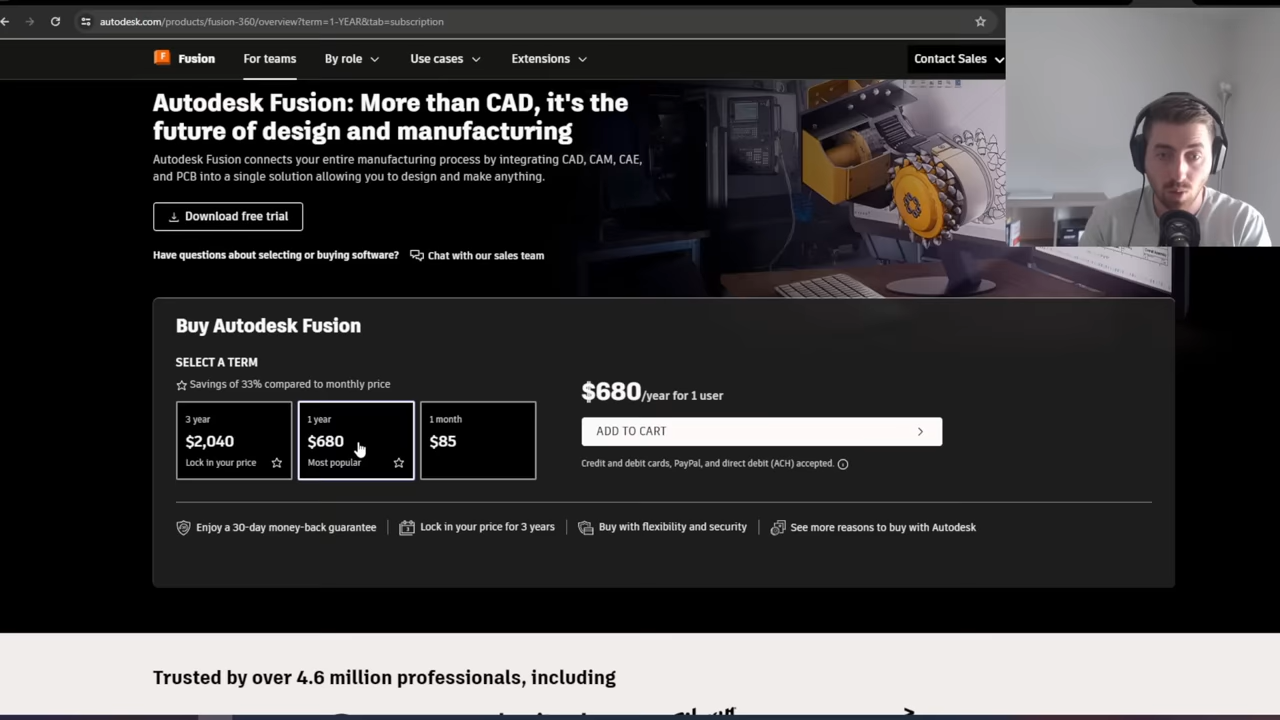 autodesk.com/products/fusion-360/overview?term=1-YEAR&tab=subscription
Fusion
For teams
By role
Use cases
Extensions
Contact Sales
Autodesk Fusion: More than CAD, it's the
future of design and manufacturing
Autodesk Fusion connects your entire manufacturing process by integrating CAD, CAM, CAE,
and PCB into a single solution allowing you to design and make anything.
Download free trial
Have questions about selecting or buying software?
Chat with our sales team
Buy Autodesk Fusion
SELECT A TERM
Savings of 33% compared to monthly price
3 year
$2,040
Lock in your price
1 year
$680
Most popular
1 month
$85
$680/year for 1 user
ADD TO CART
Credit and debit cards, PayPal, and direct debit (ACH) accepted.
Enjoy a 30-day money-back guarantee
Lock in your price for 3 years
Buy with flexibility and security
See more reasons to buy with Autodesk
Trusted by over 4.6 million professionals, including